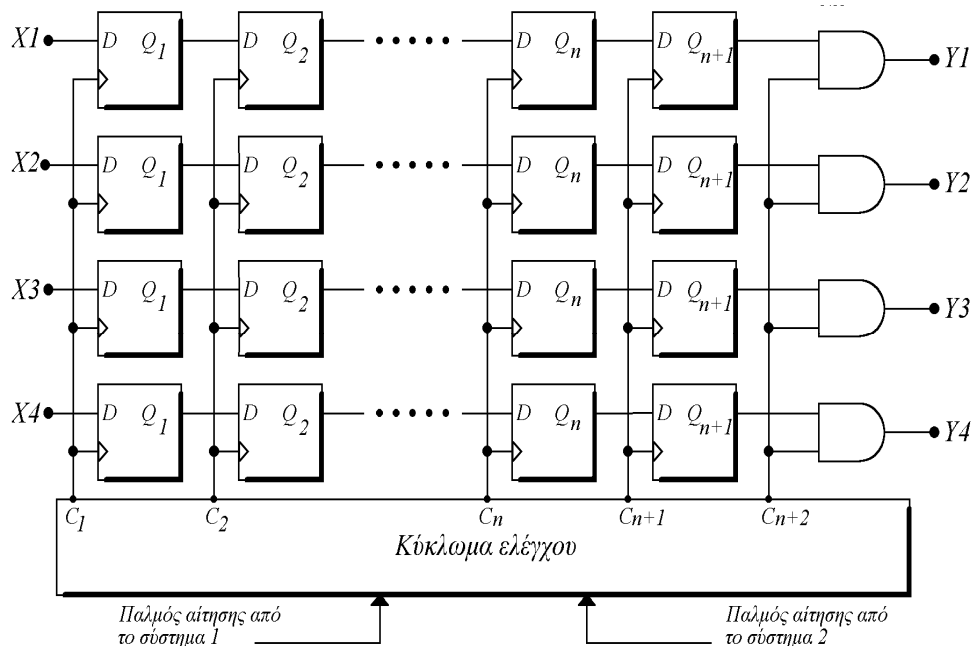 X1 D Q1 D Q2 D Qn D Qn+1 Y1
X2 D Q1 D Q2 D Qn D Qn+1 Y2
X3 D Q1 D Q2 D Qn D Qn+1 Y3
X4 D Q1 D Q2 D Qn D Qn+1 Y4
C1 C2 Cn Cn+1 Cn+2
Κύκλωμα ελέγχου
Παλμός αίτησης από
το σύστημα 1
Παλμός αίτησης από
το σύστημα 2